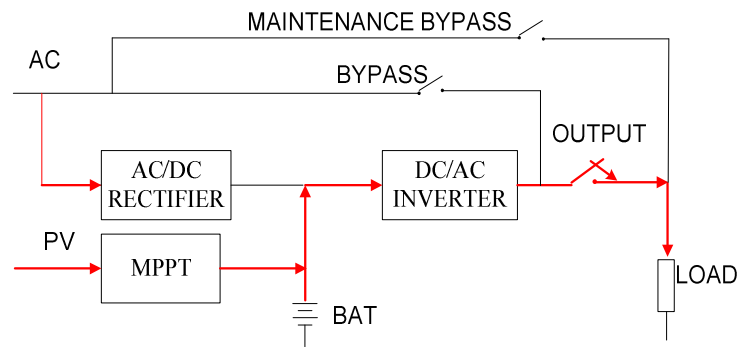 MAINTENANCE BYPASS
AC
BYPASS
OUTPUT
AC/DC
RECTIFIER
DC/AC
INVERTER
PV
MPPT
LOAD
BAT